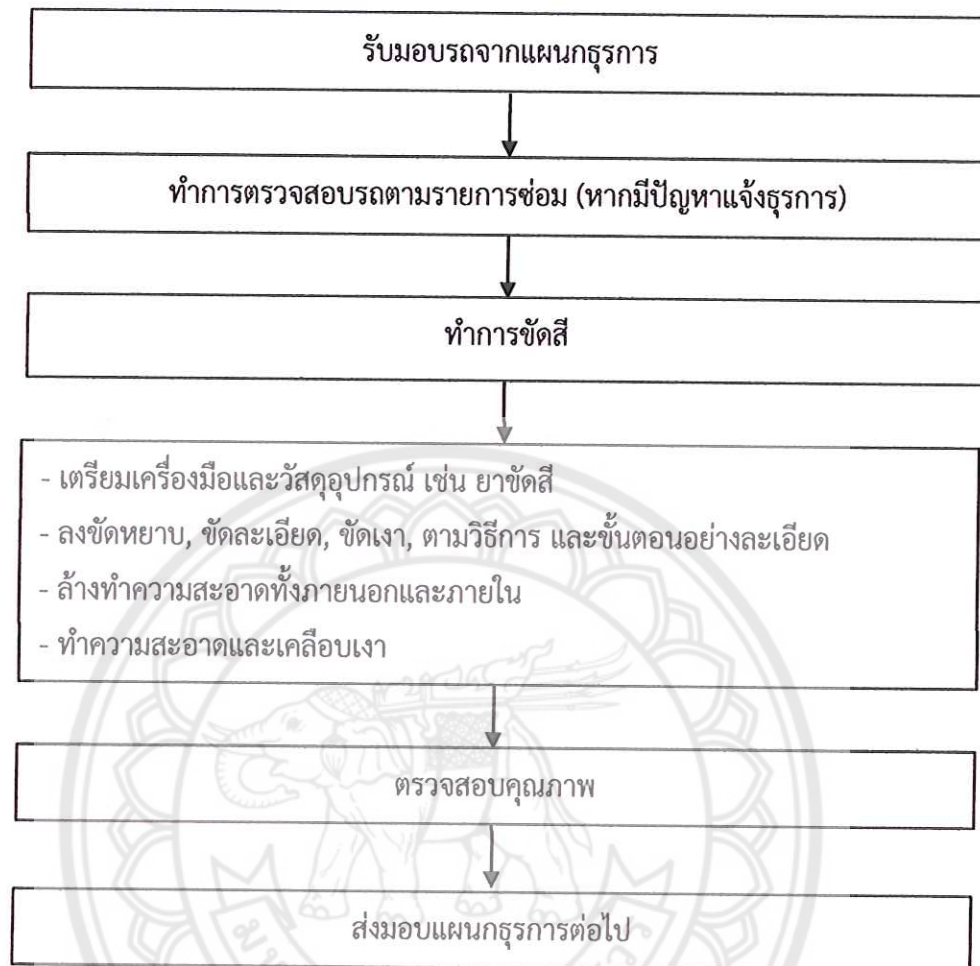 รับมอบรถจากแผนกธุรการ
ทำการตรวจสอบรถตามรายการซ่อม (หากมีปัญหาแจ้งธุรการ)
ทำการขัดสี
- เตรียมเครื่องมือและวัสดุอุปกรณ์ เช่น ยาขัดสี
- ลงขัดหยาบ, ขัดละเอียด, ขัดเงา, ตามวิธีการ และขั้นตอนอย่างละเอียด
- ล้างทำความสะอาดทั้งภายนอกและภายใน
- ทำความสะอาดและเคลือบเงา
ตรวจสอบคุณภาพ
ส่งมอบแผนกธุรการต่อไป